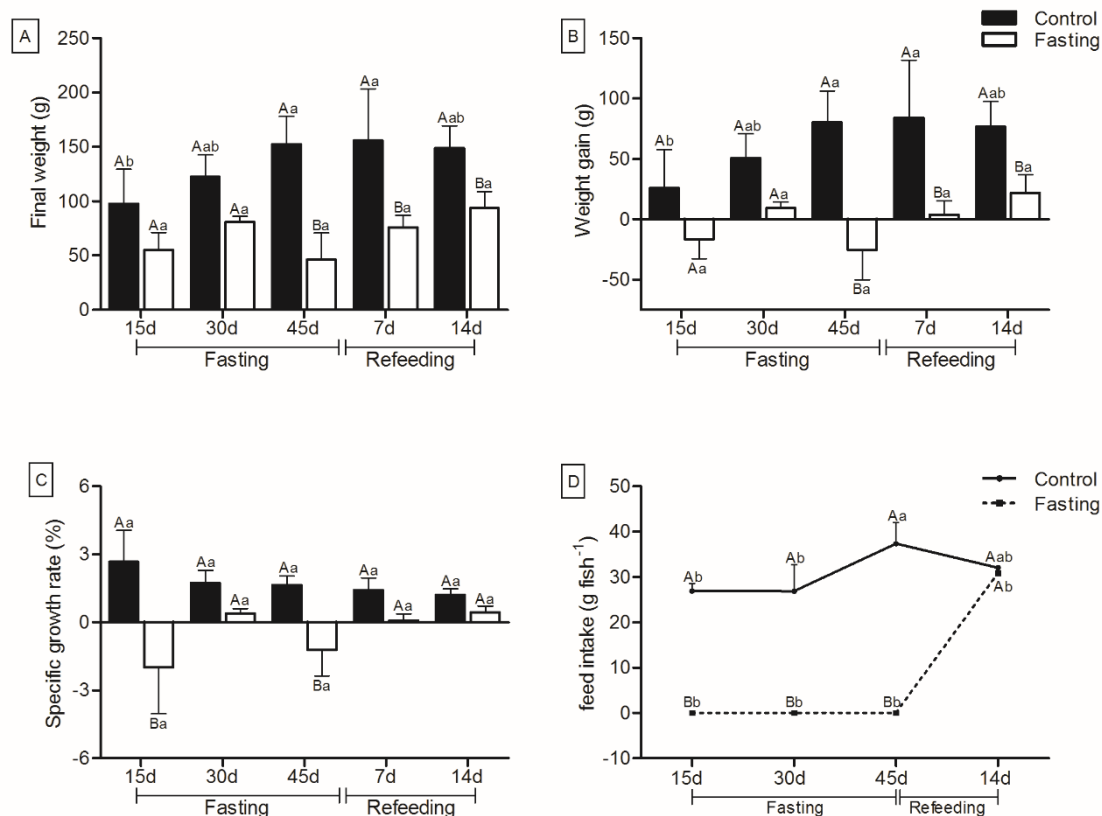 A
Final weight (g)
250
200
150
100
50
0
Ab
Aa
Aab
Aa
Aa
Ba
Aa
Ba
Aab
Ba
15d 30d 45d 7d 14d
Fasting Refeeding
B
Control
Fasting
Weight gain (g)
150
100
50
0
-50
Ab
Aa
Aab
Aa
Aa
Ba
Aa
Ba
Aab
Ba
15d 30d 45d 7d 14d
Fasting Refeeding
C
Specific growth rate (%)
6
3
0
-3
-6
Aa
Ba
Aa
Aa
Aa
Ba
Aa
Aa
Aa
Aa
15d 30d 45d 7d 14d
Fasting Refeeding
D
Control
Fasting
feed intake (g fish⁻¹)
50
40
30
20
10
0
-10
Ab
Ab
Aa
Aab
Ab
Bb
Bb
Bb
15d 30d 45d 14d
Fasting Refeeding